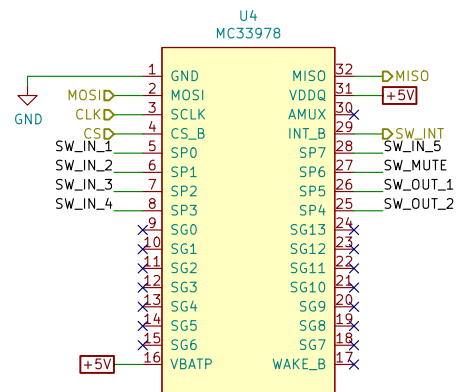 U4
MC33978
1 GND MISO 32 MISO
MOSI 2 MOSI VDDQ 31 +5V
CLK 3 SCLK AMUX 30
CS 4 CS_B INT_B 29 SW_INT
SW_IN_1 5 SP0 SP7 28 SW_IN_5
SW_IN_2 6 SP1 SP6 27 SW_MUTE
SW_IN_3 7 SP2 SP5 26 SW_OUT_1
SW_IN_4 8 SP3 SP4 25 SW_OUT_2
9 SG0 SG13 24
10 SG1 SG12 23
11 SG2 SG11 22
12 SG3 SG10 21
13 SG4 SG9 20
14 SG5 SG8 19
15 SG6 SG7 18
+5V 16 VBATP WAKE_B 17
GND